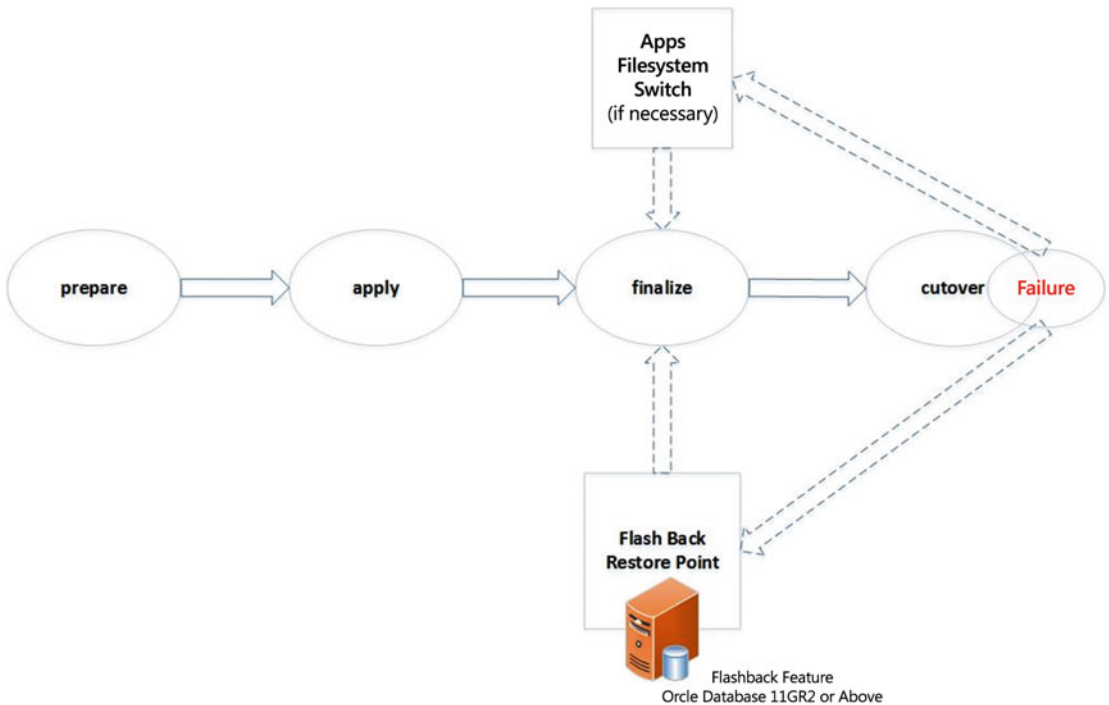 Apps
Filesystem
Switch
(if necessary)
prepare
apply
finalize
cutover
Failure
Flash Back
Restore Point
Flashback Feature
Orcle Database 11GR2 or Above